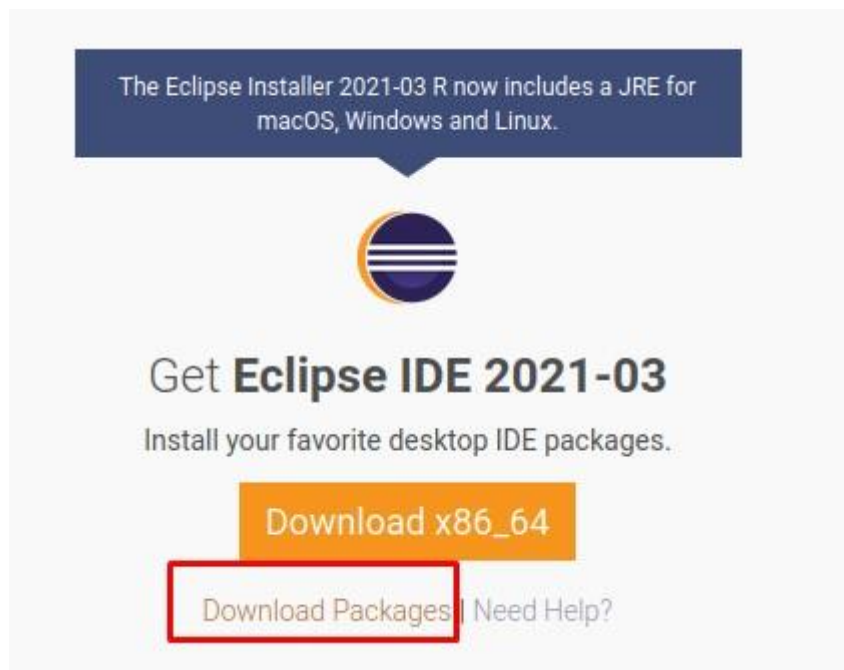 The Eclipse Installer 2021-03 R now includes a JRE for
macOS, Windows and Linux.
Get Eclipse IDE 2021-03
Install your favorite desktop IDE packages.
Download x86_64
Download Packages | Need Help?